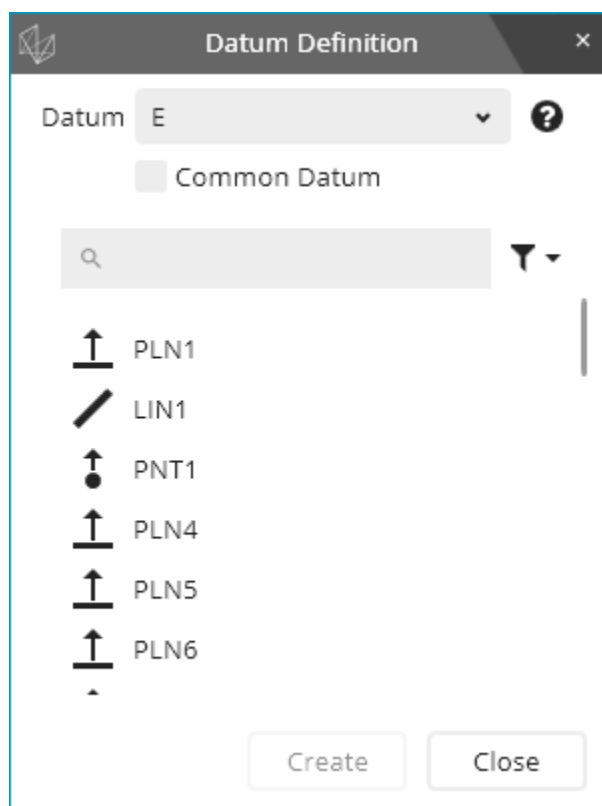 Datum Definition
Datum E
Common Datum
PLN1
LIN1
PNT1
PLN4
PLN5
PLN6
Create Close